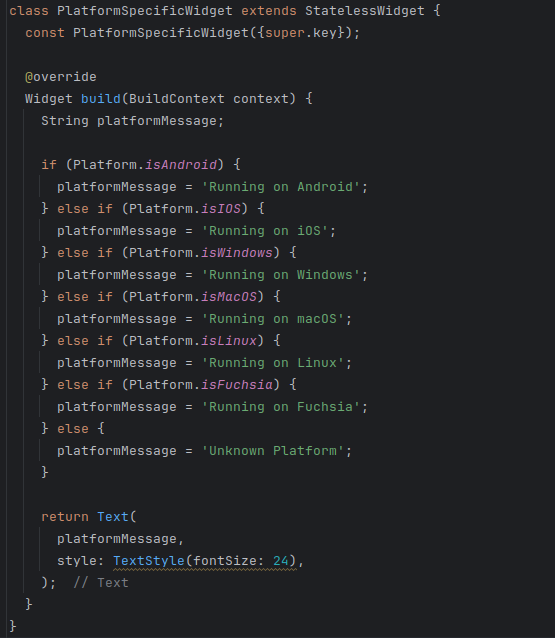 class PlatformSpecificWidget extends StatelessWidget {
  const PlatformSpecificWidget({super.key});

  @override
  Widget build(BuildContext context) {
    String platformMessage;

    if (Platform.isAndroid) {
      platformMessage = 'Running on Android';
    } else if (Platform.isIOS) {
      platformMessage = 'Running on iOS';
    } else if (Platform.isWindows) {
      platformMessage = 'Running on Windows';
    } else if (Platform.isMacOS) {
      platformMessage = 'Running on macOS';
    } else if (Platform.isLinux) {
      platformMessage = 'Running on Linux';
    } else if (Platform.isFuchsia) {
      platformMessage = 'Running on Fuchsia';
    } else {
      platformMessage = 'Unknown Platform';
    }

    return Text(
      platformMessage,
      style: TextStyle(fontSize: 24),
    );  // Text
  }
}